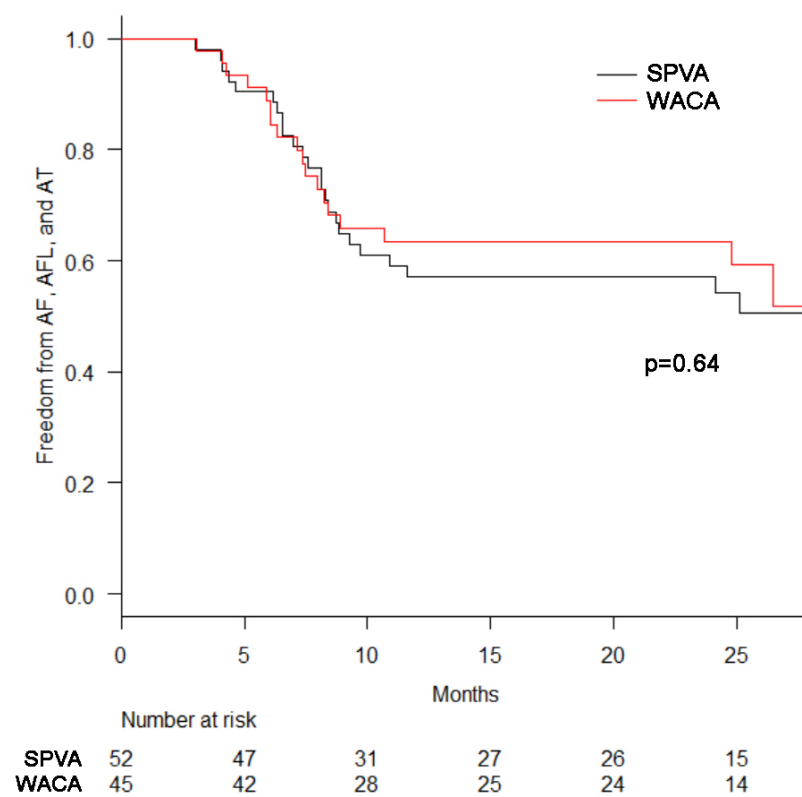 1.0
SPVA
WACA
0.8
0.6
p=0.64
0.4
0.2
0.0
Freedom from AF, AFL, and AT
0 5 10 15 20 25
Months
Number at risk
SPVA 52 47 31 27 26 15
WACA 45 42 28 25 24 14